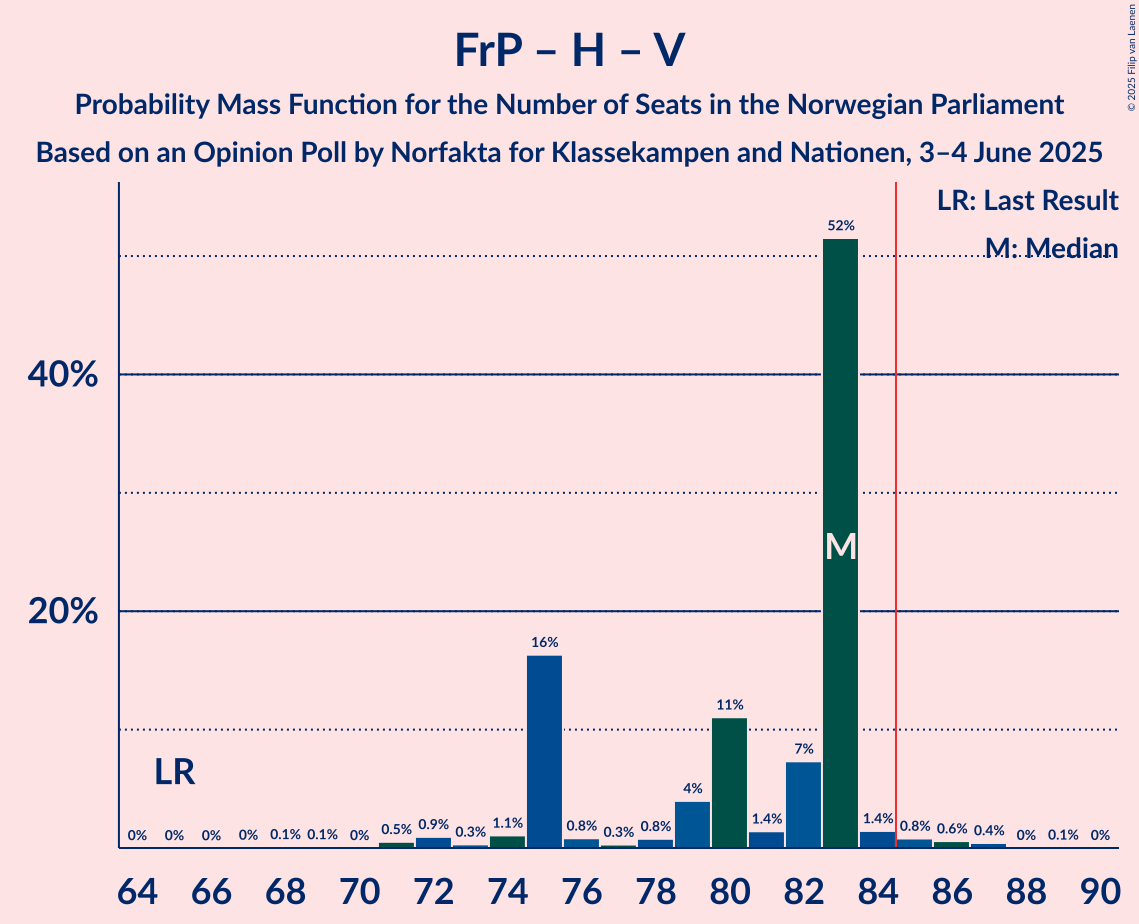 FrP – H – V
Probability Mass Function for the Number of Seats in the Norwegian Parliament
Based on an Opinion Poll by Norfakta for Klassekampen and Nationen, 3–4 June 2025
© 2025 Filip van Laenen
LR: Last Result
M: Median
52%
40%
M
20%
16%
11%
7%
LR
4%
0% 0% 0% 0% 0.1% 0.1% 0% 0.5% 0.9% 0.3% 1.1% 0.8% 0.3% 0.8% 1.4% 1.4% 0.8% 0.6% 0.4% 0% 0.1% 0%
64 66 68 70 72 74 76 78 80 82 84 86 88 90